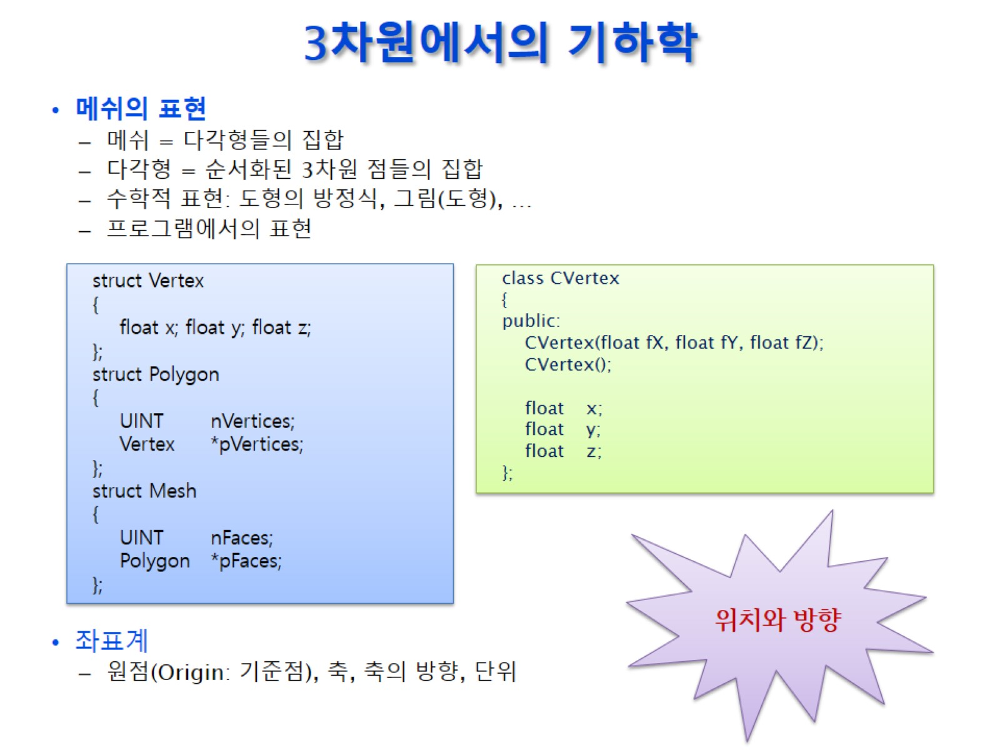 3차원에서의 기하학
• 메쉬의 표현
– 메쉬 = 다각형들의 집합
– 다각형 = 순서화된 3차원 점들의 집합
– 수학적 표현: 도형의 방정식, 그림(도형), …
– 프로그램에서의 표현
struct Vertex
{
float x; float y; float z;
};
struct Polygon
{
UINT nVertices;
Vertex *pVertices;
};
struct Mesh
{
UINT nFaces;
Polygon *pFaces;
};
class CVertex
{
public:
CVertex(float fX, float fY, float fZ);
CVertex();
float x;
float y;
float z;
};
위치와 방향
• 좌표계
– 원점(Origin: 기준점), 축, 축의 방향, 단위